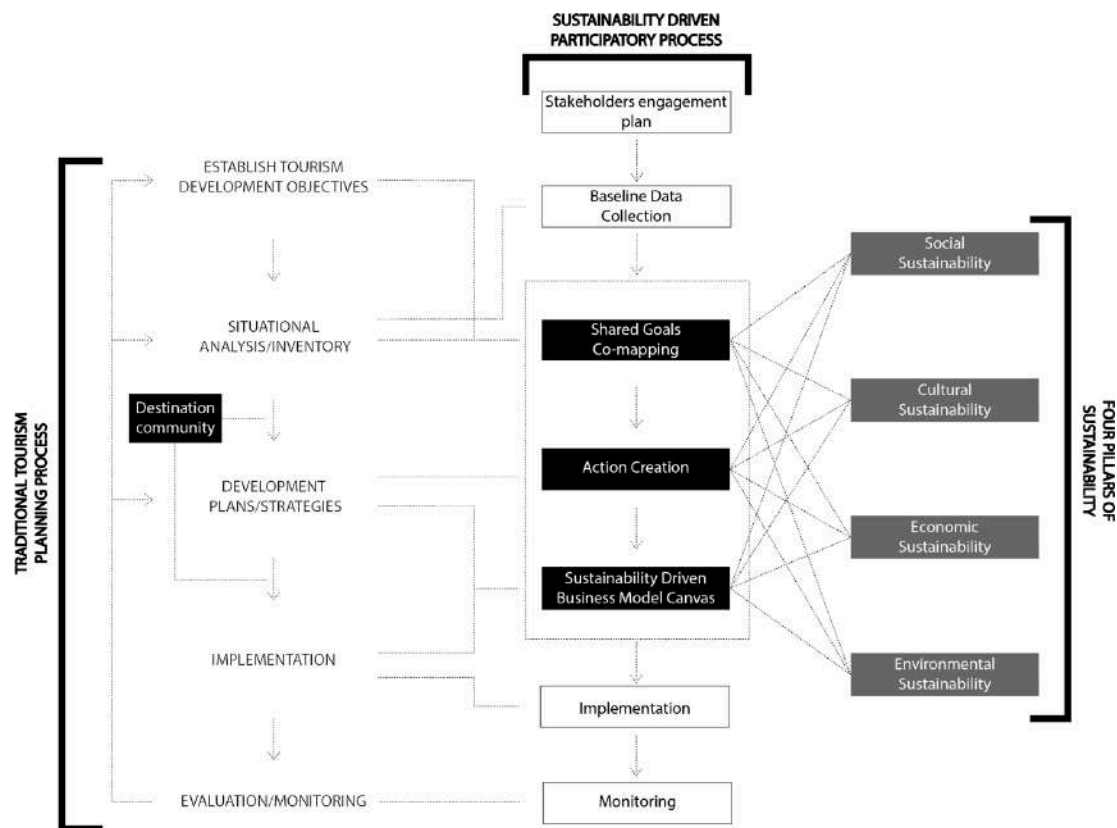 SUSTAINABILITY DRIVEN
PARTICIPATORY PROCESS
Stakeholders engagement
plan
Baseline Data
Collection
Shared Goals
Co-mapping
Action Creation
Sustainability Driven
Business Model Canvas
Implementation
Monitoring
TRADITIONAL TOURISM
PLANNING PROCESS
ESTABLISH TOURISM
DEVELOPMENT OBJECTIVES
SITUATIONAL
ANALYSIS/INVENTORY
Destination
community
DEVELOPMENT
PLANS/STRATEGIES
IMPLEMENTATION
EVALUATION/MONITORING
Social
Sustainability
Cultural
Sustainability
Economic
Sustainability
Environmental
Sustainability
FOUR PILLARS OF
SUSTAINABILITY